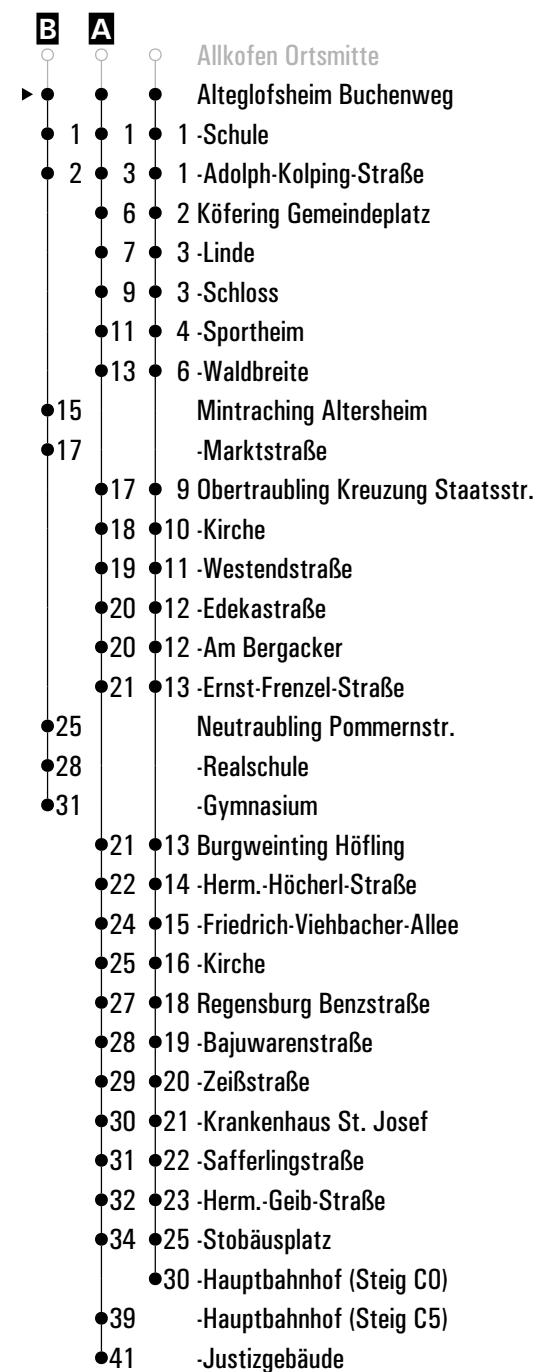 B A
Allkofen Ortsmitte
Alteglofsheim Buchenweg
1 1 1 -Schule
2 3 1 -Adolph-Kolping-Straße
6 2 Köfering Gemeindeplatz
7 3 -Linde
9 3 -Schloss
11 4 -Sportheim
13 6 -Waldbreite
15 Mintraching Altersheim
17 -Marktstraße
17 9 Obertraubling Kreuzung Staatsstr.
18 10 -Kirche
19 11 -Westendstraße
20 12 -Edekastraße
20 12 -Am Bergacker
21 13 -Ernst-Frenzel-Straße
25 Neutraubling Pommernstr.
28 -Realschule
31 -Gymnasium
21 13 Burgweinting Höfling
22 14 -Herm.-Höcherl-Straße
24 15 -Friedrich-Viehbacher-Allee
25 16 -Kirche
27 18 Regensburg Benzstraße
28 19 -Bajuwarenstraße
29 20 -Zeißstraße
30 21 -Krankenhaus St. Josef
31 22 -Safferlingstraße
32 23 -Herm.-Geib-Straße
34 25 -Stobäusplatz
30 -Hauptbahnhof (Steig C0)
39 -Hauptbahnhof (Steig C5)
41 -Justizgebäude